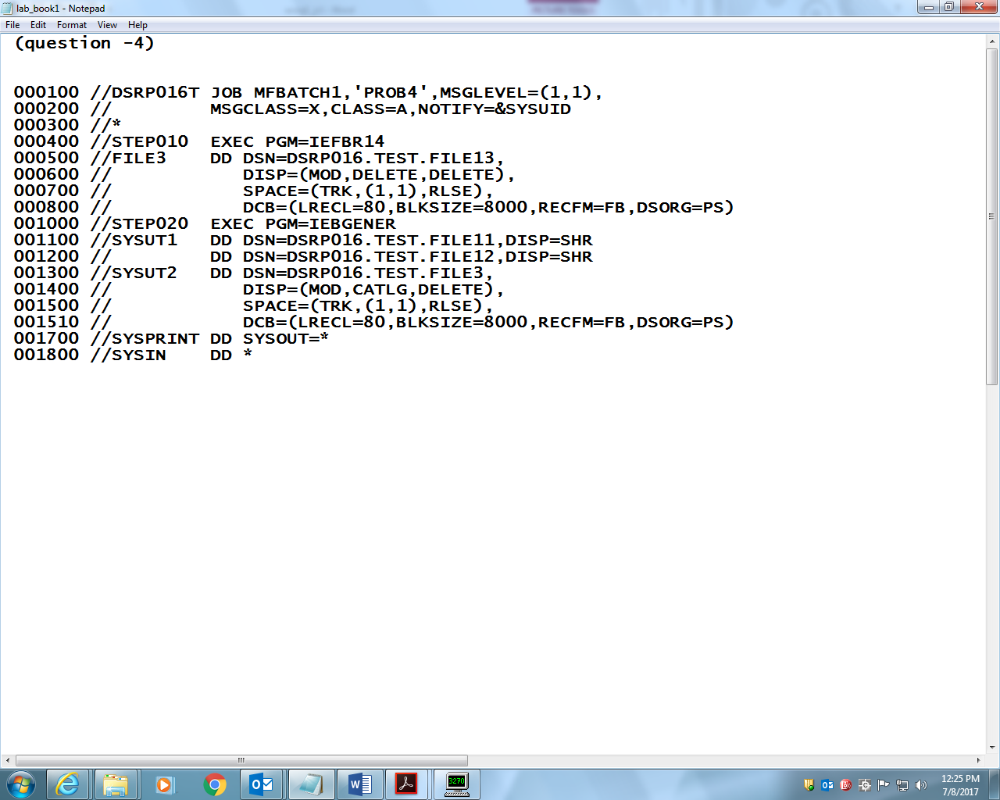 lab_book1 - Notepad
File Edit Format View Help
(question -4)
000100 //DSRP016T JOB MFBATCH1,'PROB4',MSGLEVEL=(1,1),
000200 //         MSGCLASS=X,CLASS=A,NOTIFY=&SYSUID
000300 //*
000400 //STEP010  EXEC PGM=IEFBR14
000500 //FILE3    DD DSN=DSRP016.TEST.FILE13,
000600 //            DISP=(MOD,DELETE,DELETE),
000700 //            SPACE=(TRK,(1,1),RLSE),
000800 //            DCB=(LRECL=80,BLKSIZE=8000,RECFM=FB,DSORG=PS)
001000 //STEP020  EXEC PGM=IEBGENER
001100 //SYSUT1   DD DSN=DSRP016.TEST.FILE11,DISP=SHR
001200 //         DD DSN=DSRP016.TEST.FILE12,DISP=SHR
001300 //SYSUT2   DD DSN=DSRP016.TEST.FILE3,
001400 //            DISP=(MOD,CATLG,DELETE),
001500 //            SPACE=(TRK,(1,1),RLSE),
001510 //            DCB=(LRECL=80,BLKSIZE=8000,RECFM=FB,DSORG=PS)
001700 //SYSPRINT DD SYSOUT=*
001800 //SYSIN    DD *
3270
12:25 PM
7/8/2017